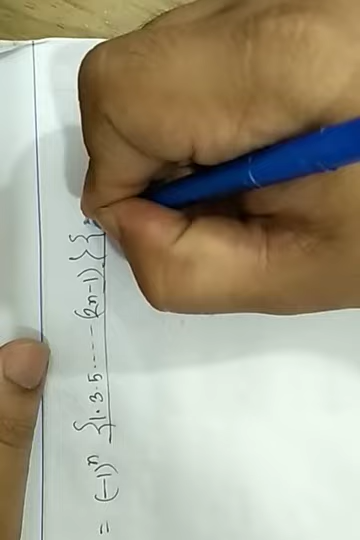 = (-1)ⁿ {1.3.5.----(2n-1)}{